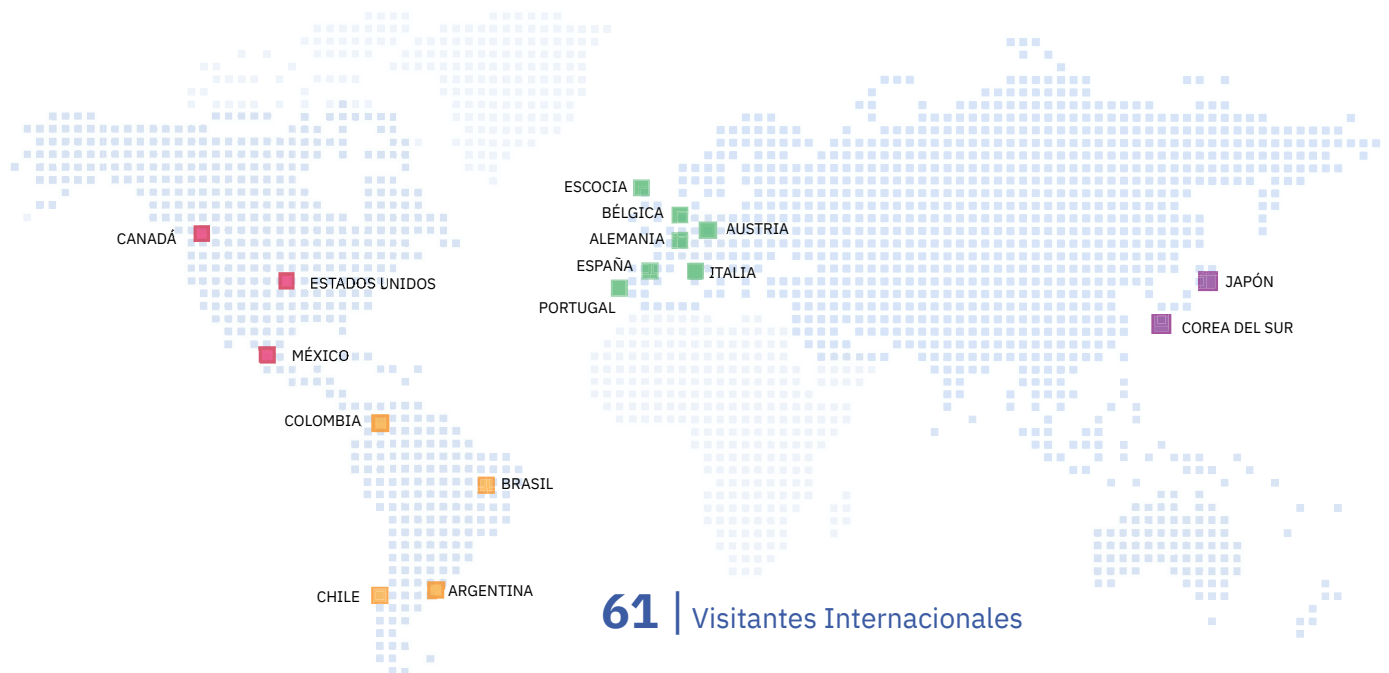 ESCOCIA
BÉLGICA
AUSTRIA
CANADÁ
ALEMANIA
ESPAÑA
ITALIA
ESTADOS UNIDOS
JAPÓN
PORTUGAL
COREA DEL SUR
MÉXICO
COLOMBIA
BRASIL
CHILE
ARGENTINA
61 | Visitantes Internacionales